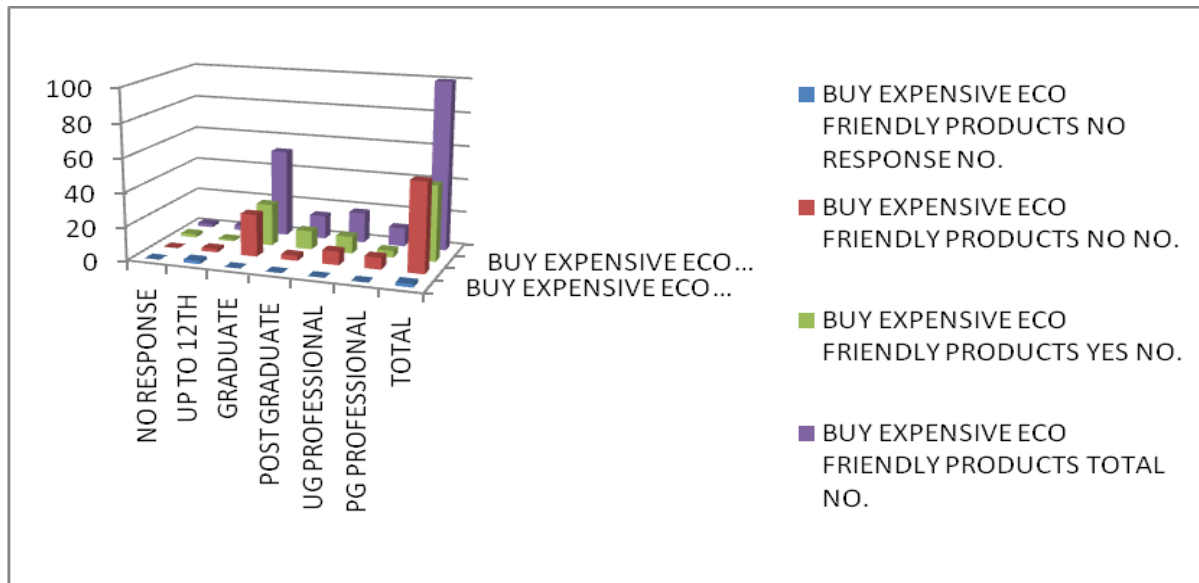 100
80
60
40
20
0
NO RESPONSE
UP TO 12TH
GRADUATE
POST GRADUATE
UG PROFESSIONAL
PG PROFESSIONAL
TOTAL
BUY EXPENSIVE ECO...
BUY EXPENSIVE ECO...
BUY EXPENSIVE ECO
FRIENDLY PRODUCTS NO
RESPONSE NO.
BUY EXPENSIVE ECO
FRIENDLY PRODUCTS NO NO.
BUY EXPENSIVE ECO
FRIENDLY PRODUCTS YES NO.
BUY EXPENSIVE ECO
FRIENDLY PRODUCTS TOTAL
NO.